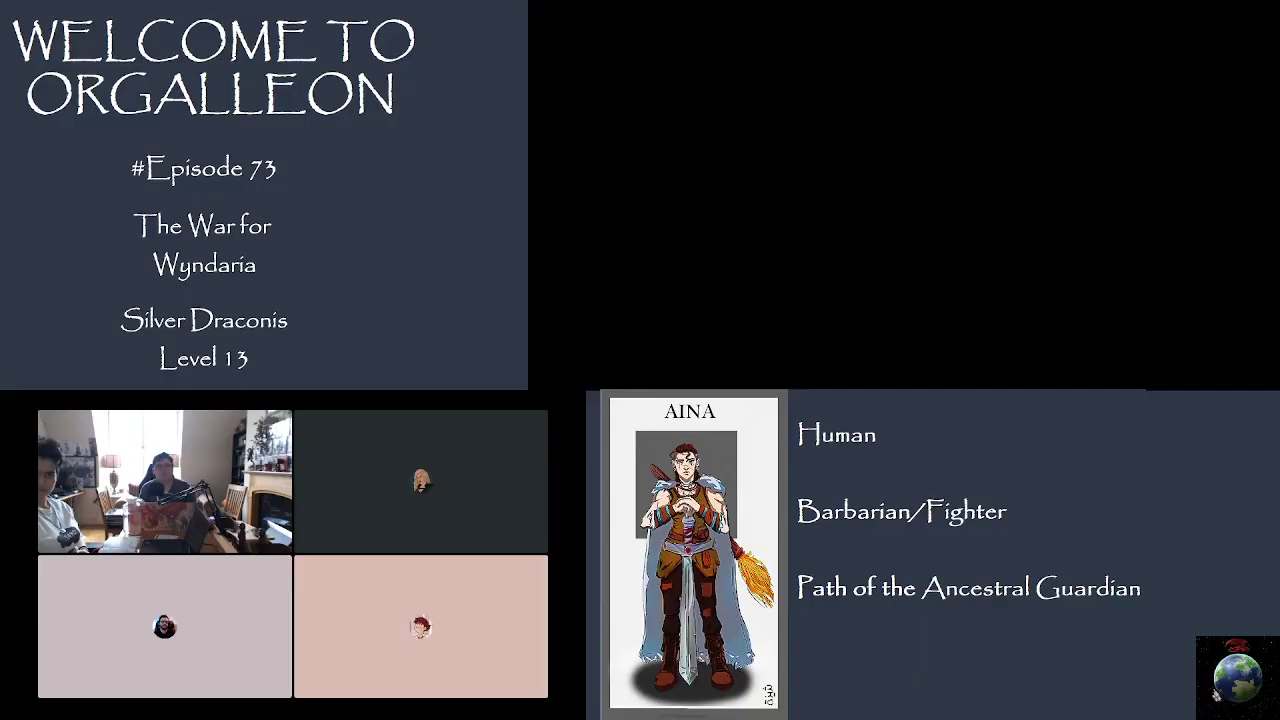 WELCOME TO
ORGALLEON
#Episode 73
The War for
Wyndaria
Silver Draconis
Level 13
AINA
Human
Barbarian/Fighter
Path of the Ancestral Guardian